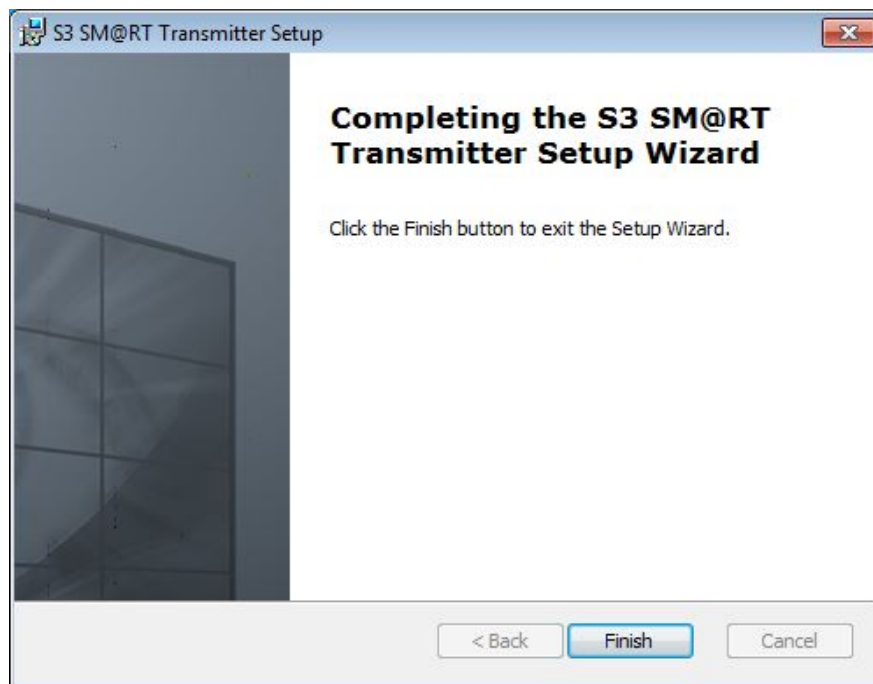 S3 SM@RT Transmitter Setup
Completing the S3 SM@RT
Transmitter Setup Wizard
Click the Finish button to exit the Setup Wizard.
< Back Finish Cancel